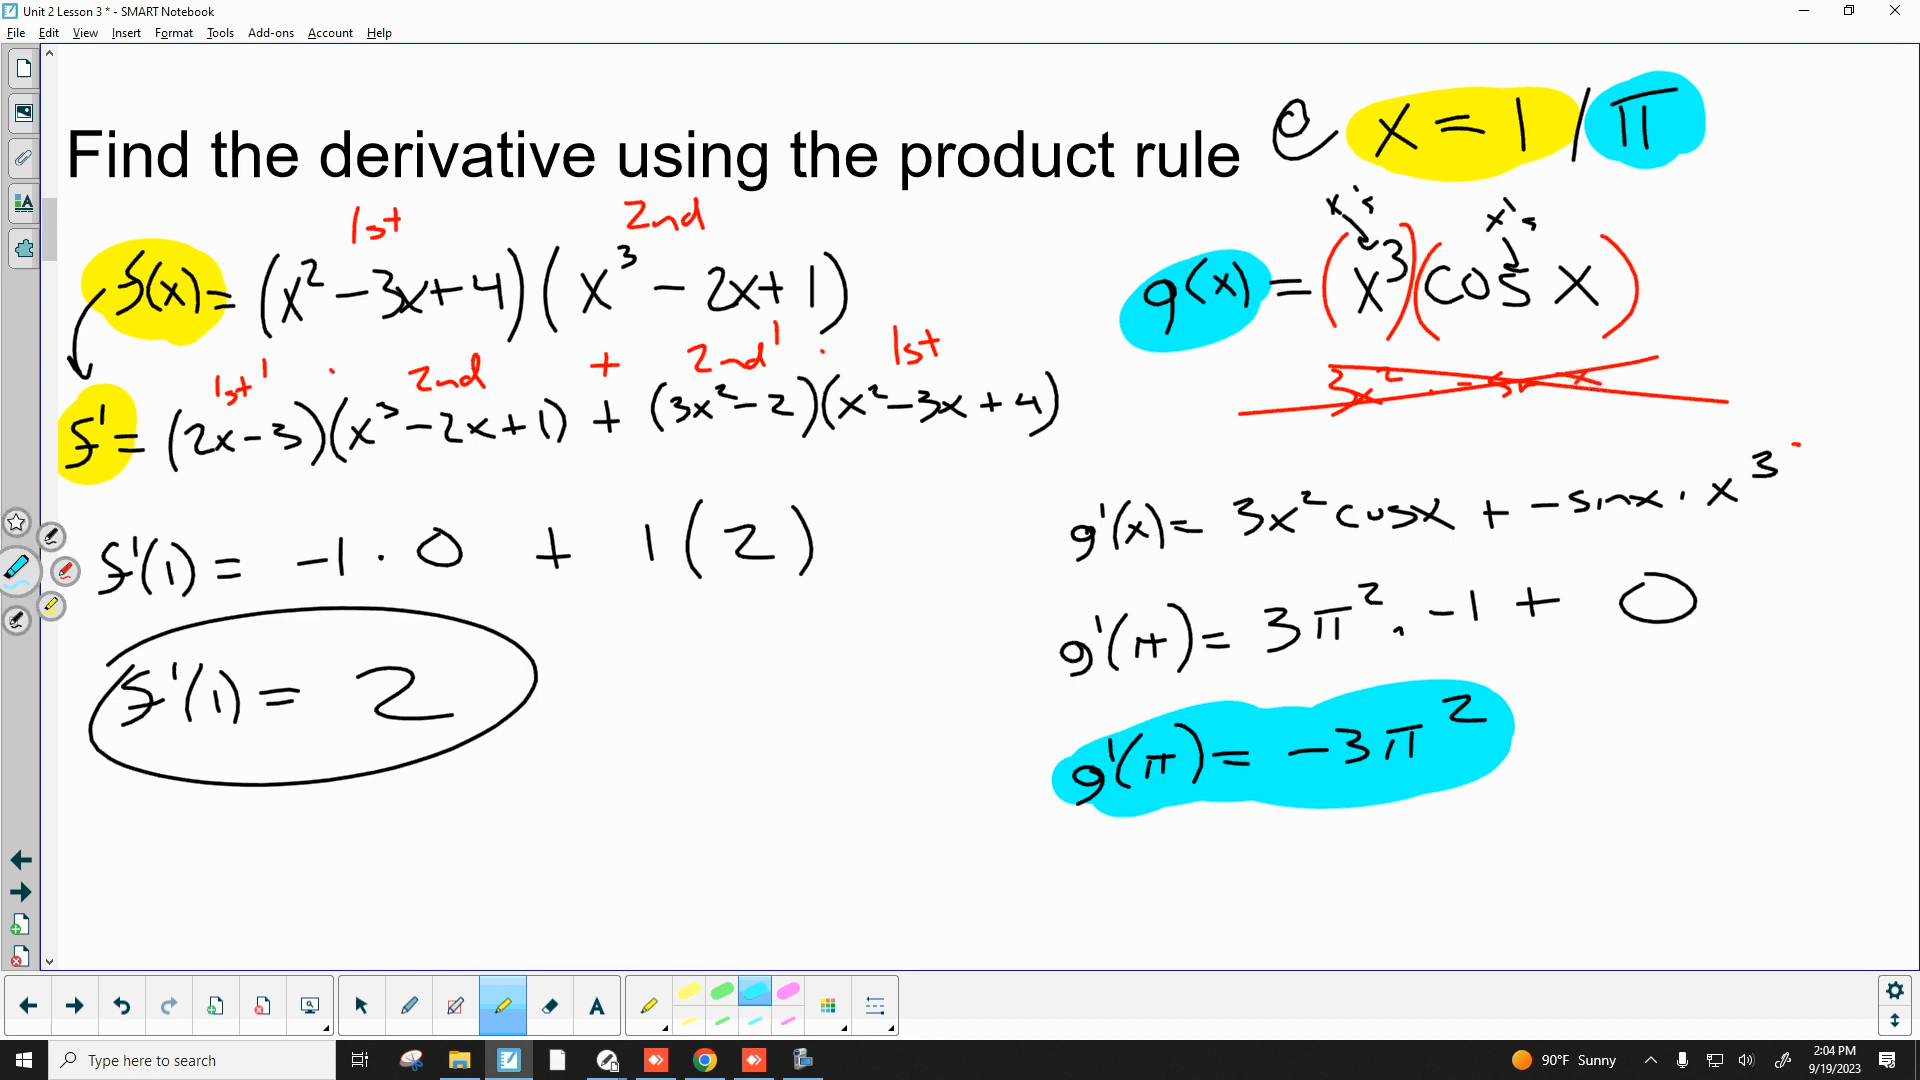 Unit 2 Lesson 3 * - SMART Notebook
File Edit View Insert Format Tools Add-ons Account Help
Find the derivative using the product rule @ x = 1 / π
1st 2nd
f(x) = (x² - 3x + 4)(x³ - 2x + 1)
1st' · 2nd + 2nd' · 1st
f' = (2x - 3)(x³ - 2x + 1) + (3x² - 2)(x² - 3x + 4)
f'(1) = -1 · 0 + 1(2)
f'(1) = 2
x's x's
g(x) = (x³)(cos x)
g'(x) = 3x² cosx + -sinx · x³
g'(π) = 3π² · -1 + 0
g'(π) = -3π²
A
Type here to search
90°F Sunny
2:04 PM
9/19/2023